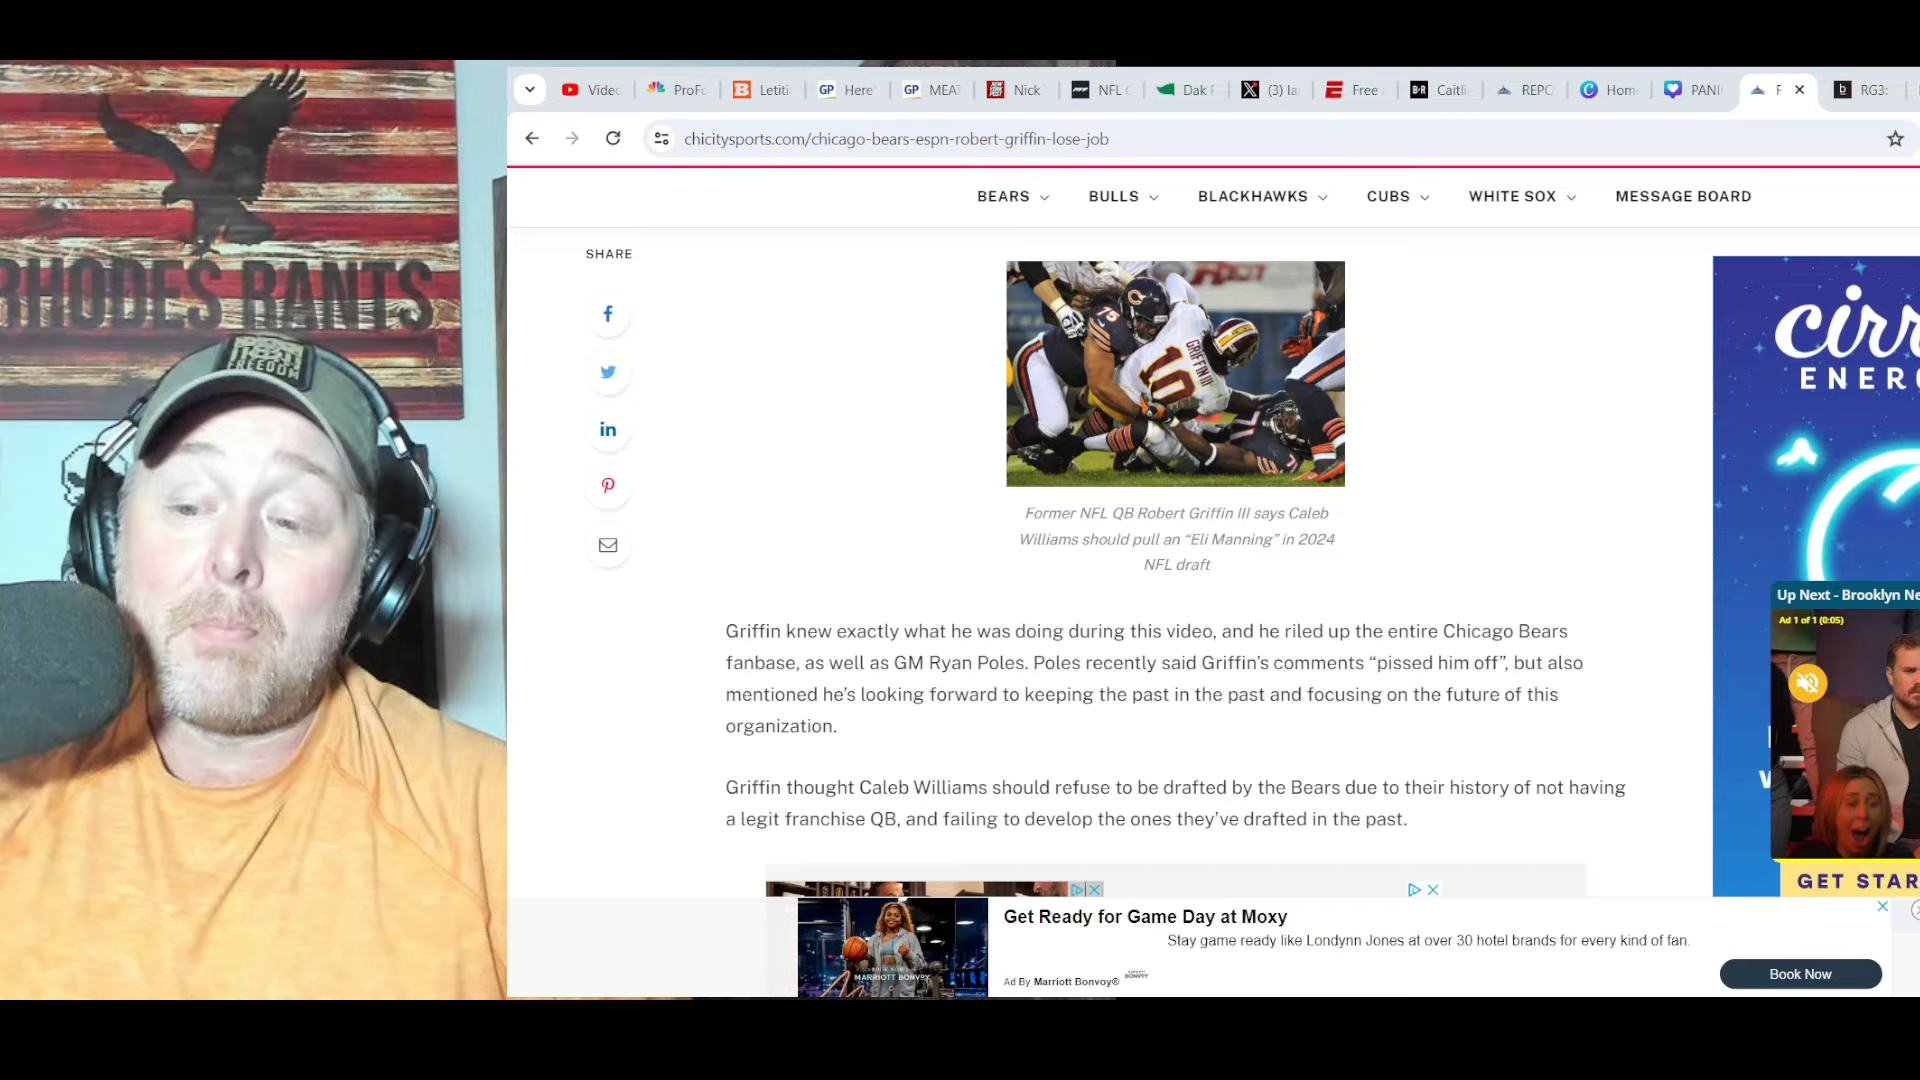 RHODES RANTS
FREEDOM
Video
ProFo
Letiti
Here'
MEAT
Nick
NFL
Dak
(3) Ia
Free
B·R
Caitli
REPO
Hom
PANI
RG3:
chicitysports.com/chicago-bears-espn-robert-griffin-lose-job
BEARS
BULLS
BLACKHAWKS
CUBS
WHITE SOX
MESSAGE BOARD
SHARE
75
GRIFFIN III
10
Former NFL QB Robert Griffin III says Caleb
Williams should pull an “Eli Manning” in 2024
NFL draft
Griffin knew exactly what he was doing during this video, and he riled up the entire Chicago Bears
fanbase, as well as GM Ryan Poles. Poles recently said Griffin’s comments “pissed him off”, but also
mentioned he’s looking forward to keeping the past in the past and focusing on the future of this
organization.
Griffin thought Caleb Williams should refuse to be drafted by the Bears due to their history of not having
a legit franchise QB, and failing to develop the ones they’ve drafted in the past.
cirr
ENERG
Up Next - Brooklyn Ne
Ad 1 of 1 (0:05)
GET STAR
Get Ready for Game Day at Moxy
Stay game ready like Londynn Jones at over 30 hotel brands for every kind of fan.
MARRIOTT BONVOY
Ad By Marriott Bonvoy®
Book Now